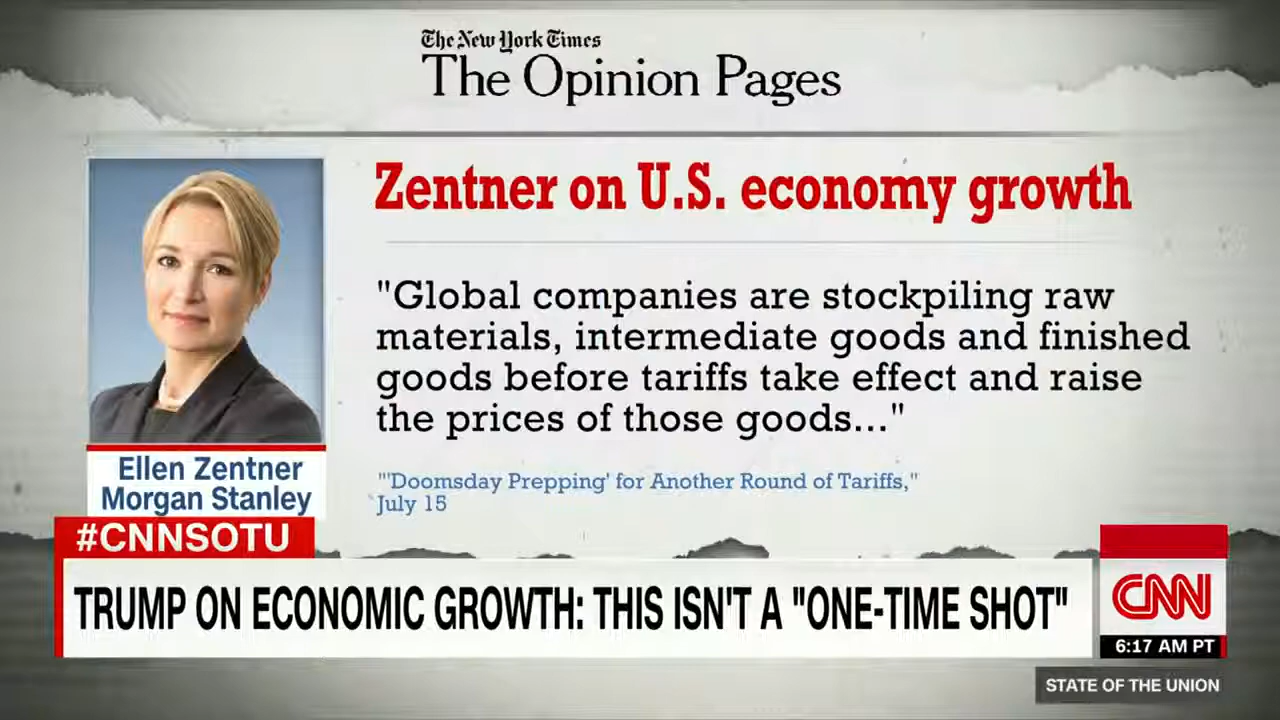 The New York Times
The Opinion Pages
Zentner on U.S. economy growth
"Global companies are stockpiling raw
materials, intermediate goods and finished
goods before tariffs take effect and raise
the prices of those goods..."
"'Doomsday Prepping' for Another Round of Tariffs,"
July 15
Ellen Zentner
Morgan Stanley
#CNNSOTU
TRUMP ON ECONOMIC GROWTH: THIS ISN'T A "ONE-TIME SHOT"
CNN
6:17 AM PT
STATE OF THE UNION